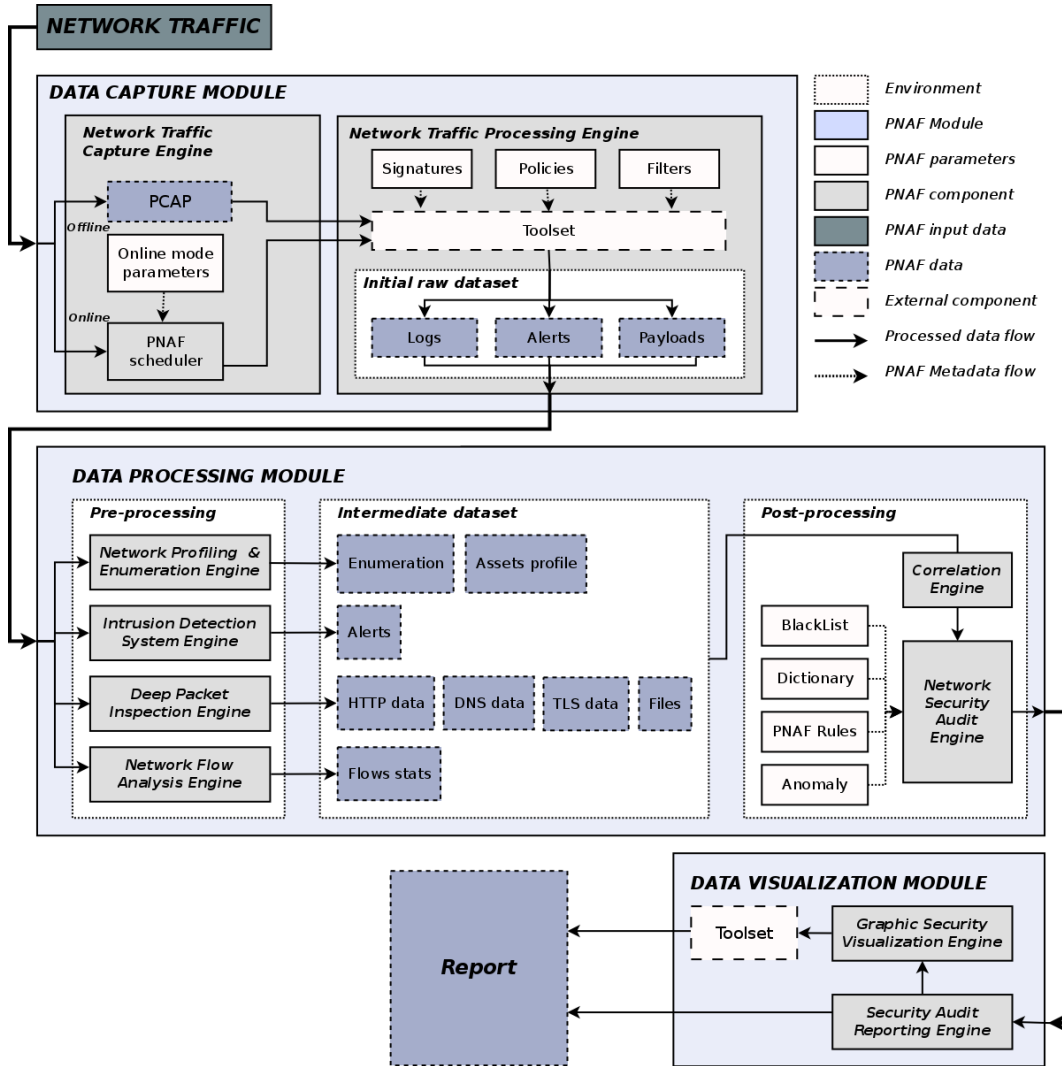 NETWORK TRAFFIC
DATA CAPTURE MODULE
Network Traffic
Capture Engine
PCAP
Offline
Online mode
parameters
Online
PNAF
scheduler
Network Traffic Processing Engine
Signatures
Policies
Filters
Toolset
Initial raw dataset
Logs
Alerts
Payloads
Environment
PNAF Module
PNAF parameters
PNAF component
PNAF input data
PNAF data
External component
Processed data flow
PNAF Metadata flow
DATA PROCESSING MODULE
Pre-processing
Network Profiling &
Enumeration Engine
Intrusion Detection
System Engine
Deep Packet
Inspection Engine
Network Flow
Analysis Engine
Intermediate dataset
Enumeration
Assets profile
Alerts
HTTP data
DNS data
TLS data
Files
Flows stats
Post-processing
Correlation
Engine
BlackList
Dictionary
PNAF Rules
Anomaly
Network
Security
Audit
Engine
DATA VISUALIZATION MODULE
Toolset
Graphic Security
Visualization Engine
Security Audit
Reporting Engine
Report